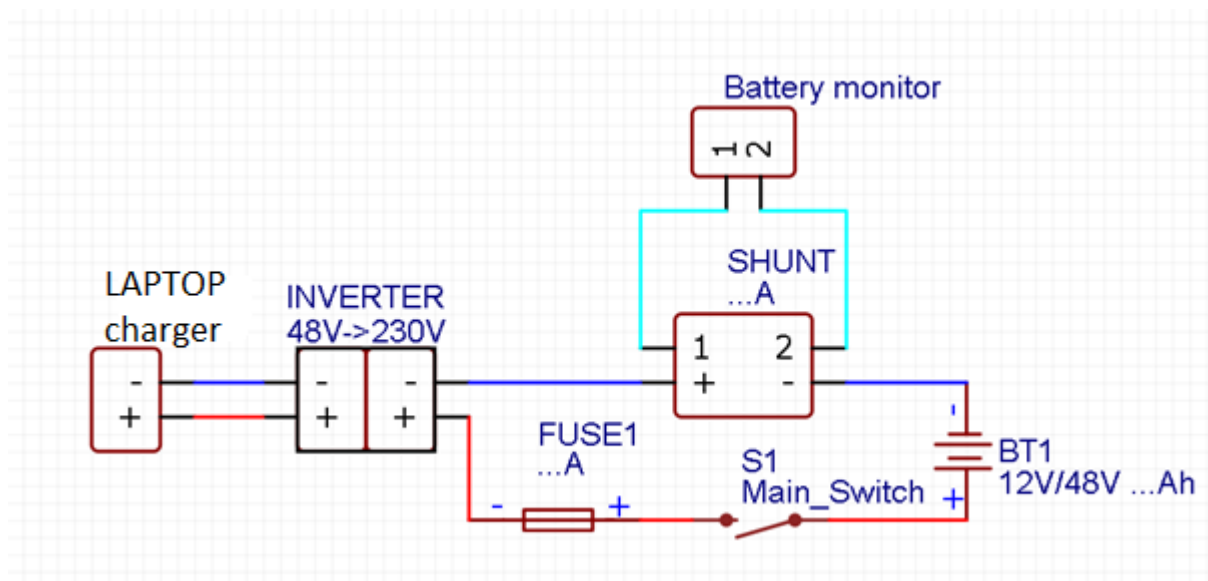 Battery monitor
1 2
SHUNT
...A
1 2
+ -
LAPTOP
charger
INVERTER
48V->230V
- - -
+ + +
FUSE1
...A
- +
S1
Main_Switch
-
BT1
12V/48V ...Ah
+